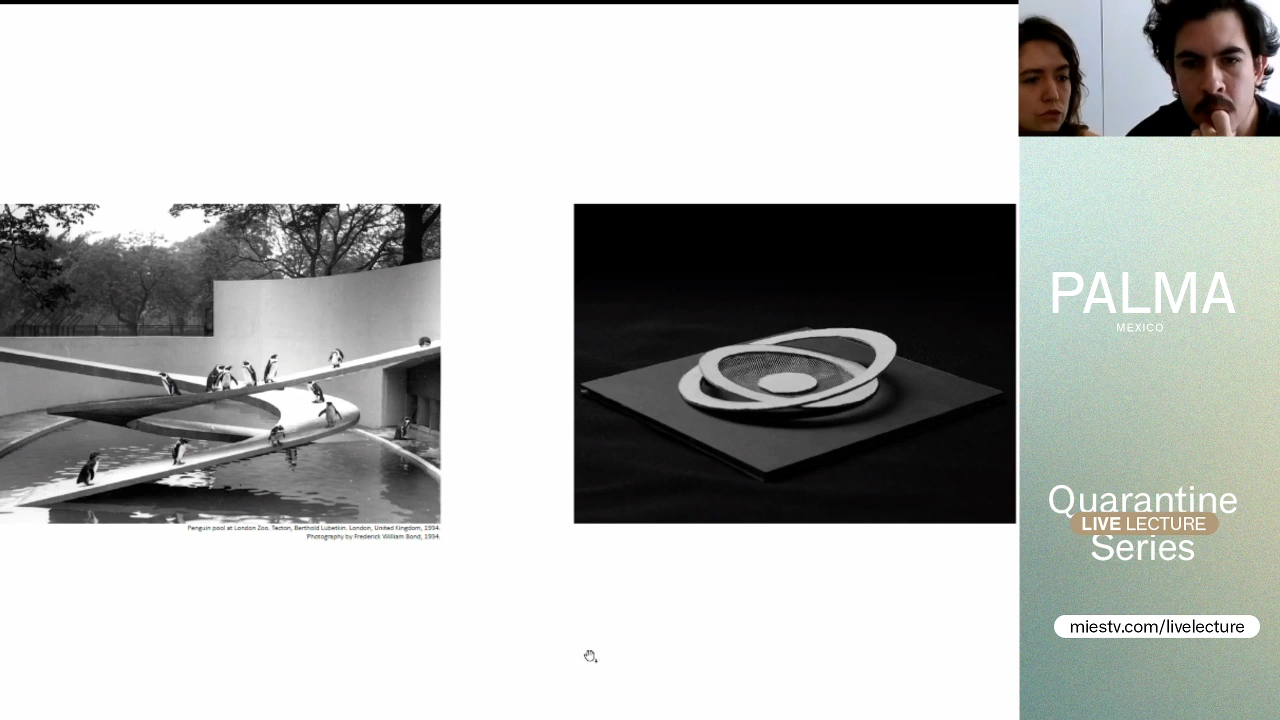 Penguin pool at London Zoo. Tecton, Berthold Lubetkin. London, United Kingdom, 1934.
Photography by Frederick William Bond, 1934.
PALMA
MEXICO
Quarantine
LIVE LECTURE
Series
miestv.com/livelecture